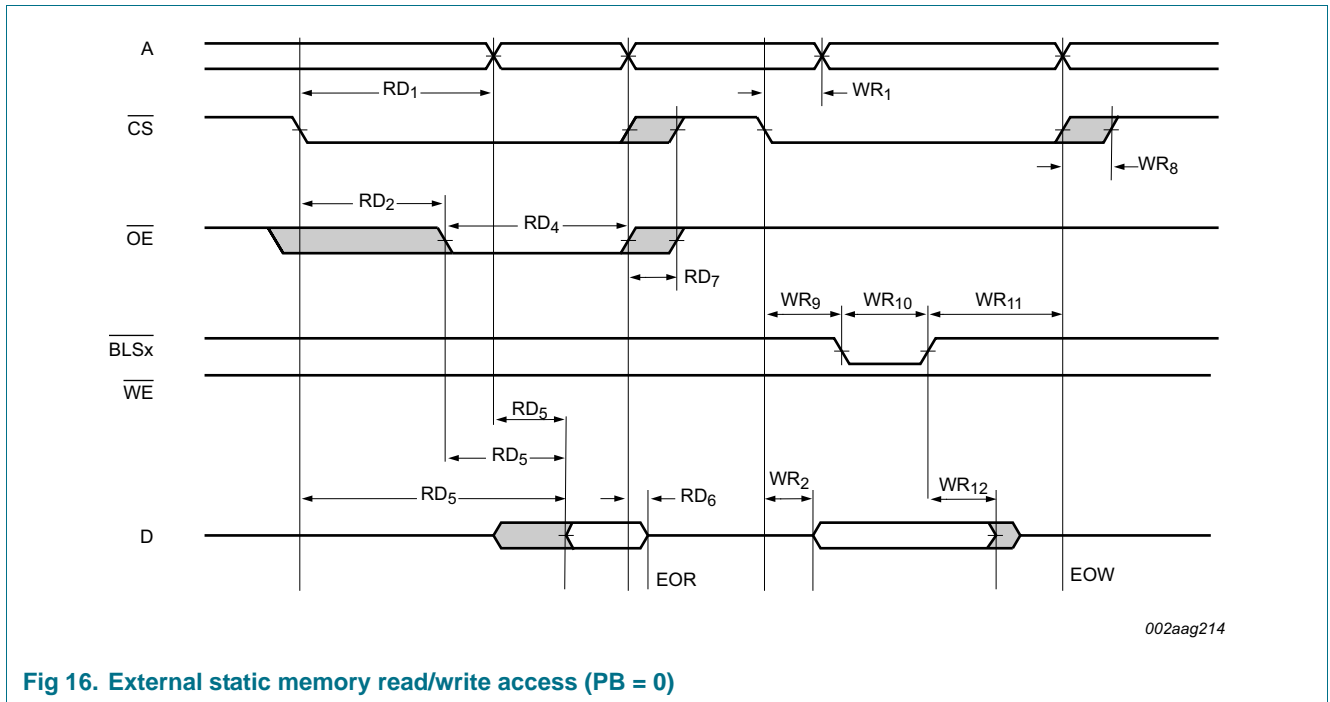 A
RD1
WR1
CS
WR8
RD2
RD4
OE
RD7
WR9
WR10
WR11
BLSx
WE
RD5
RD5
RD5
RD6
WR2
WR12
D
EOR
EOW
002aag214
Fig 16. External static memory read/write access (PB = 0)